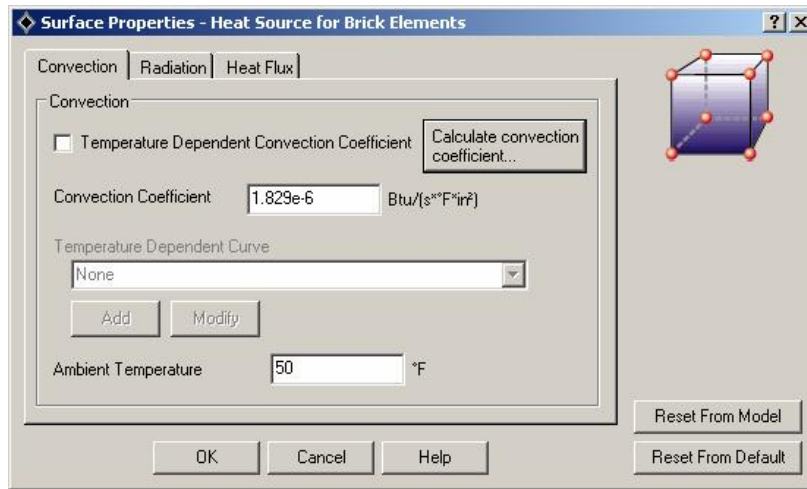 Surface Properties - Heat Source for Brick Elements
Convection Radiation Heat Flux
Convection
Temperature Dependent Convection Coefficient
Calculate convection
coefficient...
Convection Coefficient 1.829e-6 Btu/(s*°F*in²)
Temperature Dependent Curve
None
Add Modify
Ambient Temperature 50 °F
Reset From Model
OK Cancel Help Reset From Default